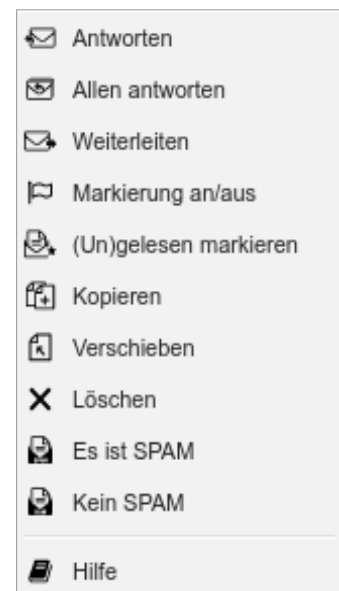 Antworten
Allen antworten
Weiterleiten
Markierung an/aus
(Un)gelesen markieren
Kopieren
Verschieben
Löschen
Es ist SPAM
Kein SPAM
Hilfe